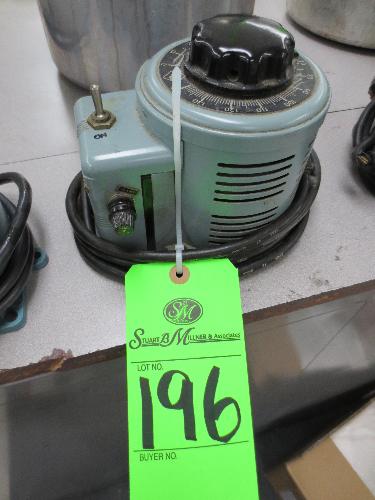 ON
SM
STUART B MILLNER & Associates
LOT NO.
196
BUYER NO.